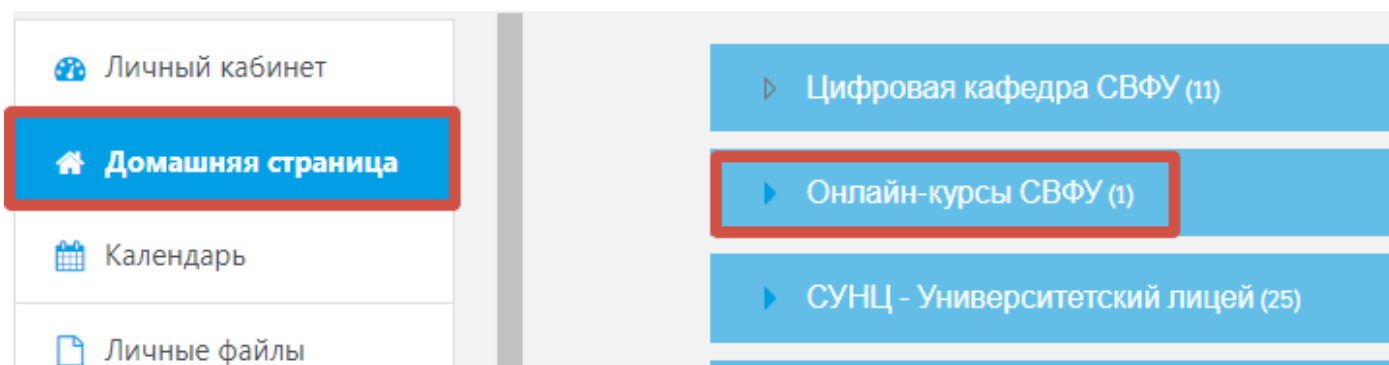 Личный кабинет
Домашняя страница
Календарь
Личные файлы
Цифровая кафедра СВФУ (11)
Онлайн-курсы СВФУ (1)
СУНЦ - Университетский лицей (25)